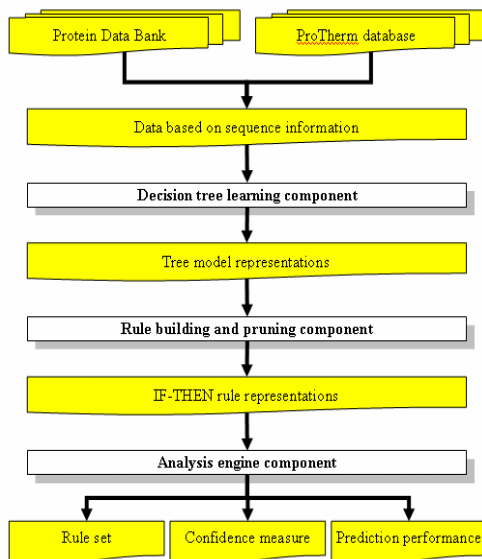 Protein Data Bank
ProTherm database
Data based on sequence information
Decision tree learning component
Tree model representations
Rule building and pruning component
IF-THEN rule representations
Analysis engine component
Rule set
Confidence measure
Prediction performance